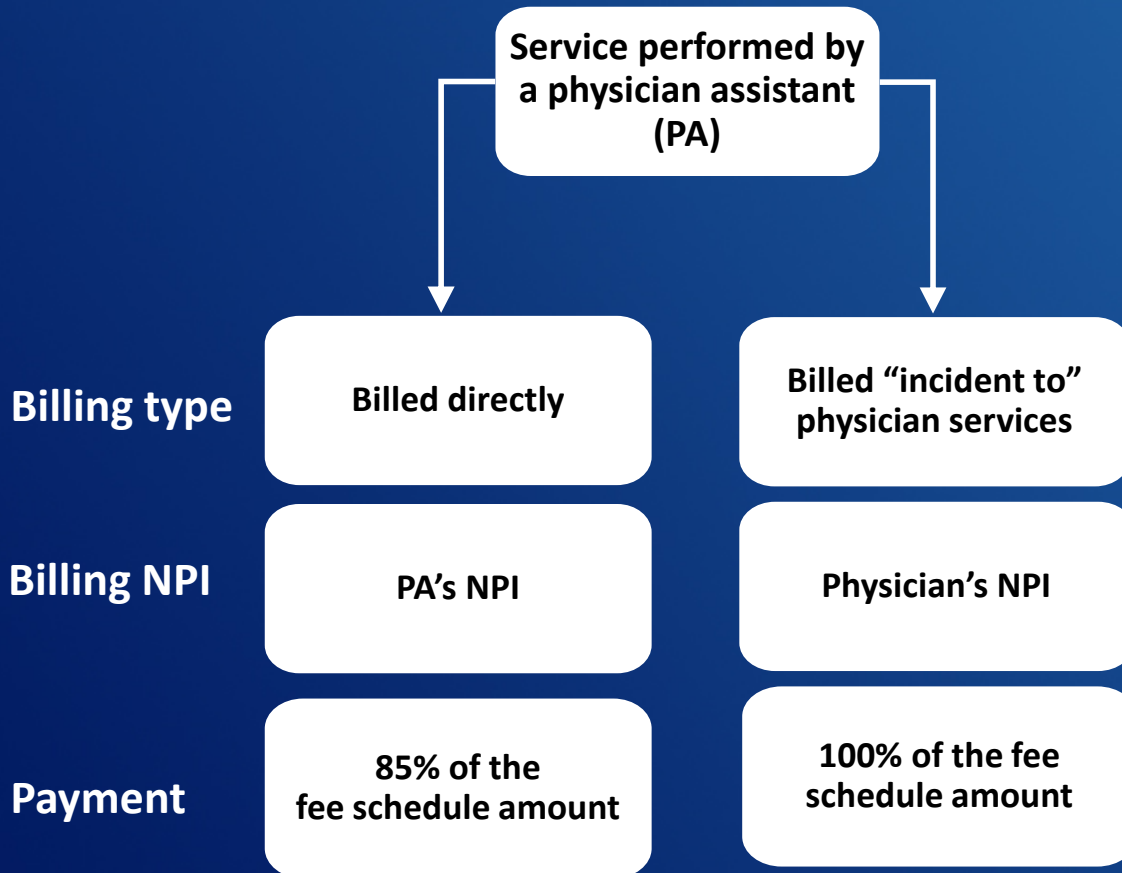 Service performed by
a physician assistant
(PA)
Billing type
Billed directly
Billed “incident to”
physician services
Billing NPI
PA’s NPI
Physician’s NPI
Payment
85% of the
fee schedule amount
100% of the fee
schedule amount